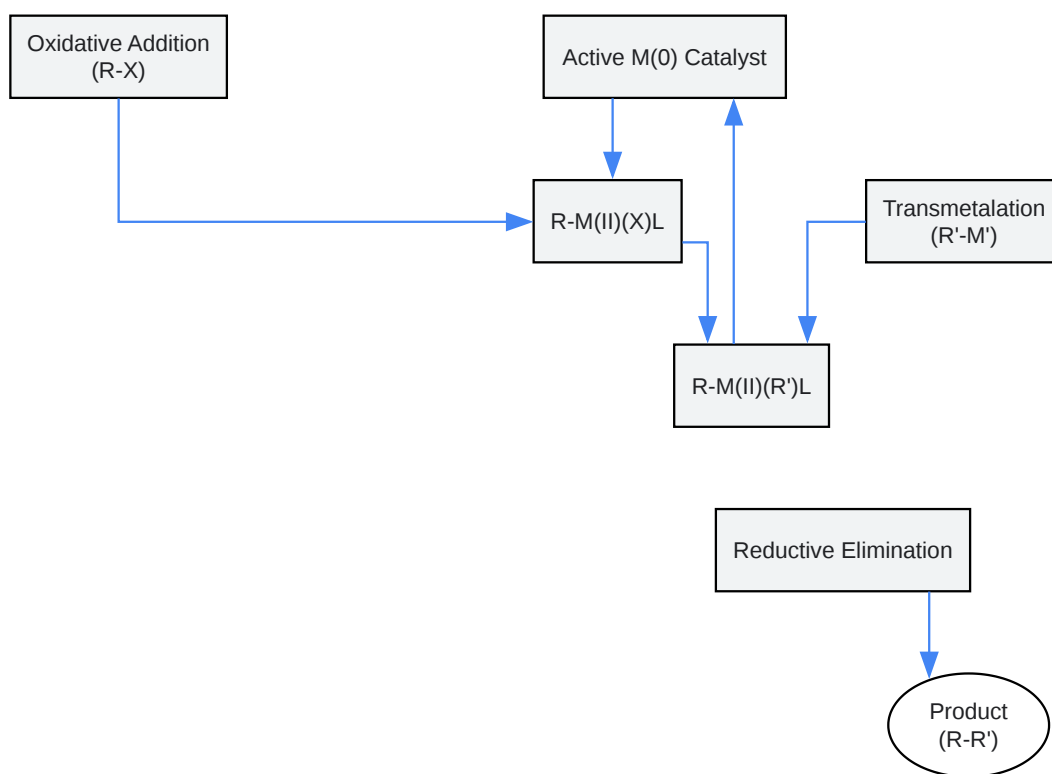 Oxidative Addition
(R-X)
Active M(0) Catalyst
R-M(II)(X)L
Transmetalation
(R'-M')
R-M(II)(R')L
Reductive Elimination
Product
(R-R')